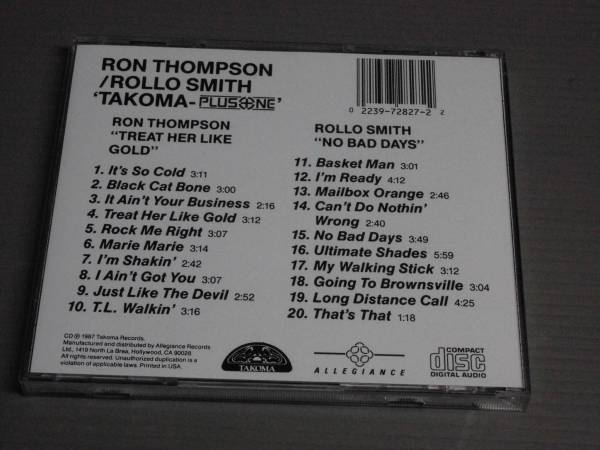 RON THOMPSON
/ROLLO SMITH
'TAKOMA-PLUS ONE'
0 2239-72827-2 2
RON THOMPSON
"TREAT HER LIKE
GOLD"
1. It's So Cold 3:11
2. Black Cat Bone 3:00
3. It Ain't Your Business 2:16
4. Treat Her Like Gold 3:12
5. Rock Me Right 3:07
6. Marie Marie 3:14
7. I'm Shakin' 2:42
8. I Ain't Got You 3:07
9. Just Like The Devil 2:52
10. T.L. Walkin' 3:16
ROLLO SMITH
"NO BAD DAYS"
11. Basket Man 3:01
12. I'm Ready 4:12
13. Mailbox Orange 2:46
14. Can't Do Nothin'
Wrong 2:40
15. No Bad Days 3:49
16. Ultimate Shades 5:59
17. My Walking Stick 3:12
18. Going To Brownsville 3:04
19. Long Distance Call 4:25
20. That's That 1:18
CD ℗ 1987 Takoma Records.
Manufactured and distributed by Allegiance Records
Ltd., 1419 North La Brea, Hollywood, CA 90028.
All rights reserved. Unauthorized duplication is a
violation of applicable laws. Printed in USA.
TAKOMA
ALLEGIANCE
COMPACT
disc
DIGITAL AUDIO